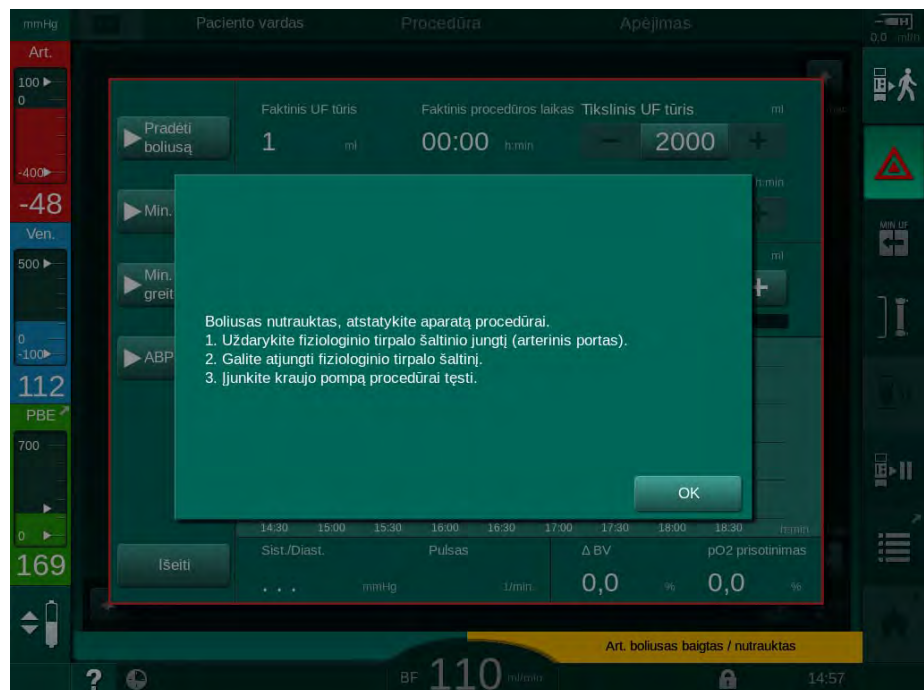 mmHg
Paciento vardas
Procedūra
Apėjimas
0,0 ml/h
Art.
100
0
-400
-48
Ven.
500
0
-100
112
PBE
700
0
169
Pradėti
boliusą
Faktinis UF tūris
1 ml
Faktinis procedūros laikas
00:00 h:min
Tikslinis UF tūris ml
2000
h:min
Min.
ml
Min.
greit
ABP
Boliusas nutrauktas, atstatykite aparatą procedūrai.
1. Uždarykite fiziologinio tirpalo šaltinio jungtį (arterinis portas).
2. Galite atjungti fiziologinio tirpalo šaltinį.
3. Įjunkite kraujo pompą procedūrai tęsti.
OK
14:30 15:00 15:30 16:00 16:30 17:00 17:30 18:00 18:30 h:min
Išeiti
Sist./Diast.
. . . mmHg
Pulsas
1/min.
Δ BV
0,0 %
pO2 prisotinimas
0,0 %
MIN UF
Art. boliusas baigtas / nutrauktas
?
BF 110 ml/min
14:57